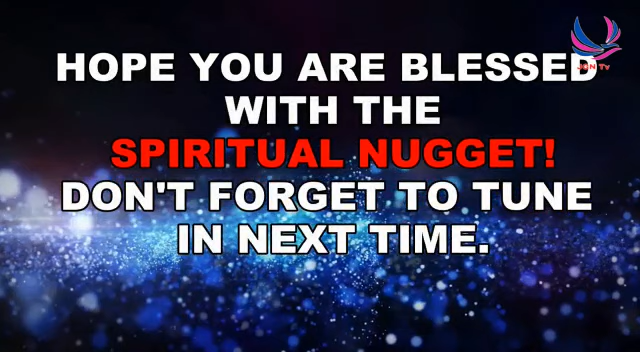 HOPE YOU ARE BLESSED
WITH THE
SPIRITUAL NUGGET!
DON'T FORGET TO TUNE
IN NEXT TIME.